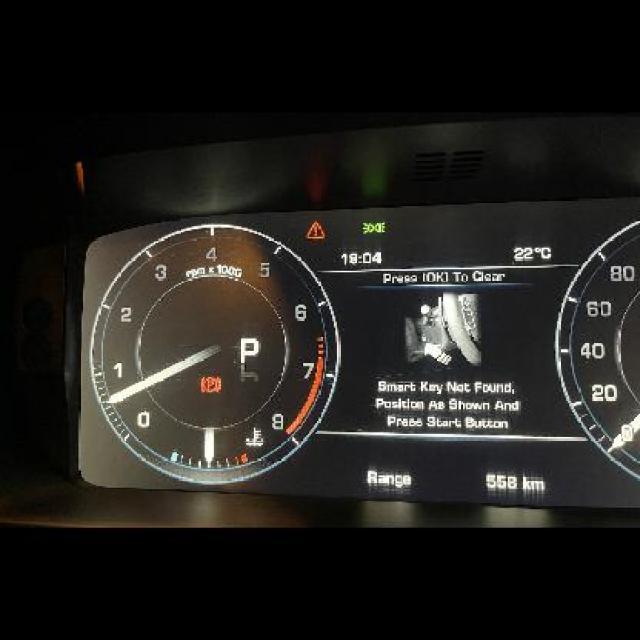 18:04
22°C
Press [OK] To Clear
Smart Key Not Found,
Position As Shown And
Press Start Button
Range 558 km
0
1
2
3
4
5
6
7
8
rpm x 1000
P
(P)
80
60
40
20
0